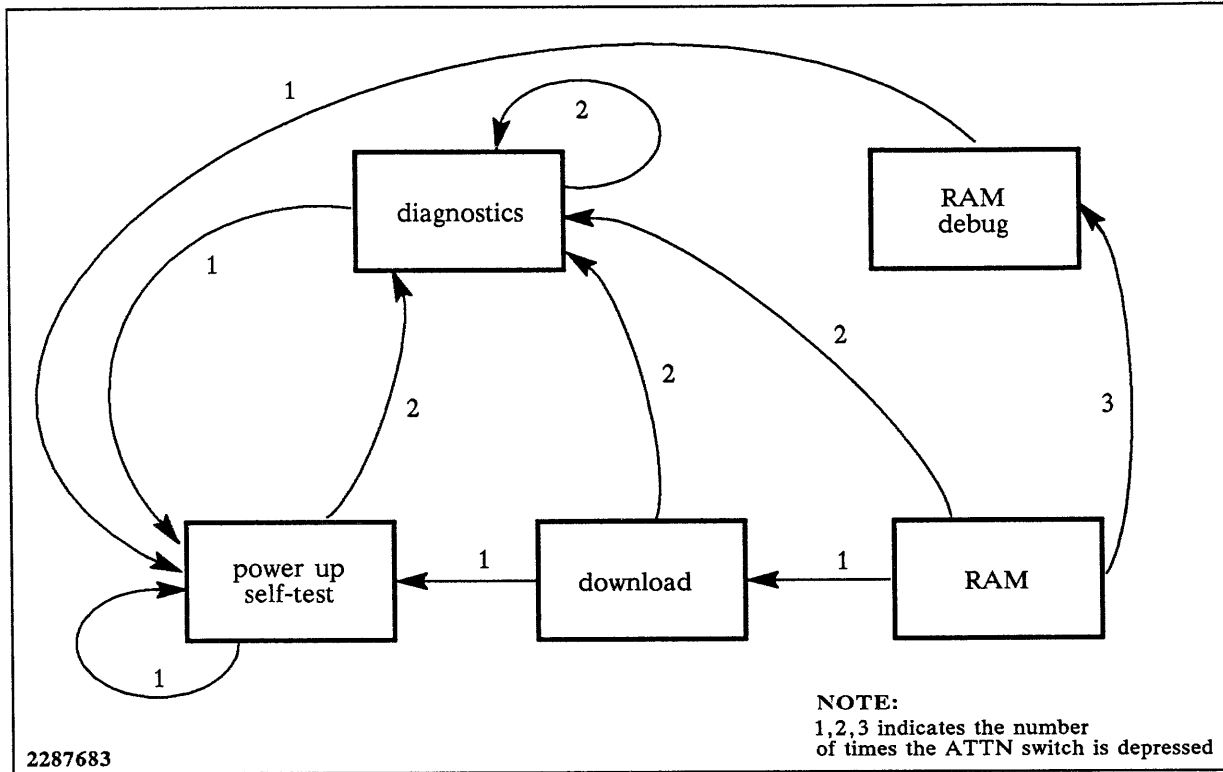 1
2
diagnostics
RAM
debug
1
2
2
2
3
power up
self-test
1
download
1
RAM
1
NOTE:
1,2,3 indicates the number
of times the ATTN switch is depressed
2287683